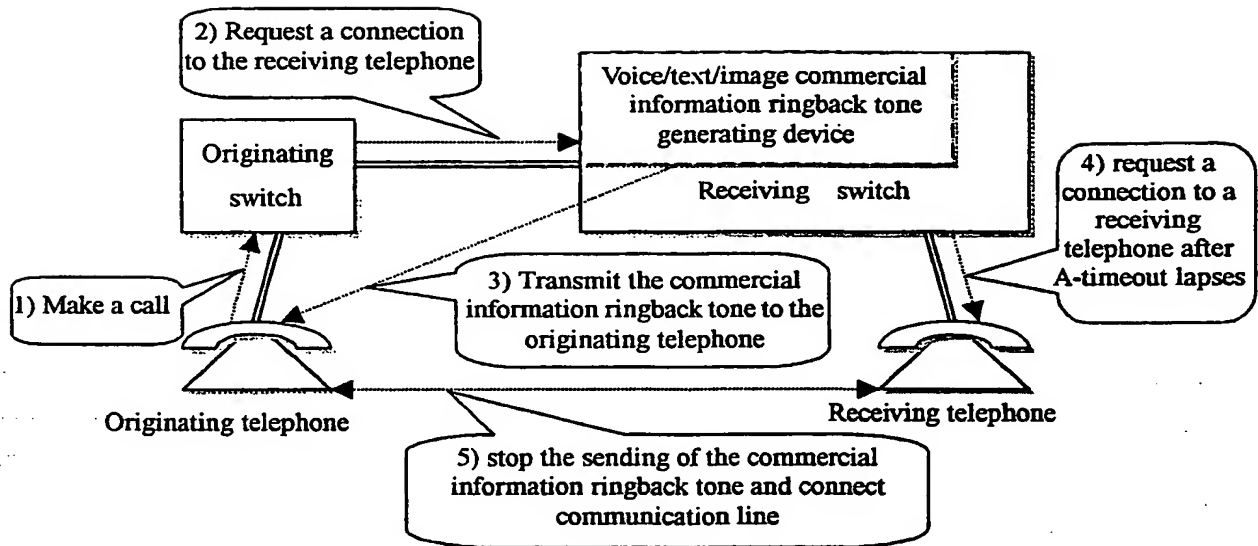 2) Request a connection
to the receiving telephone
Voice/text/image commercial
information ringback tone
generating device
Originating
switch
Receiving switch
4) request a
connection to a
receiving
telephone after
A-timeout lapses
1) Make a call
3) Transmit the commercial
information ringback tone to the
originating telephone
Originating telephone
Receiving telephone
5) stop the sending of the commercial
information ringback tone and connect
communication line